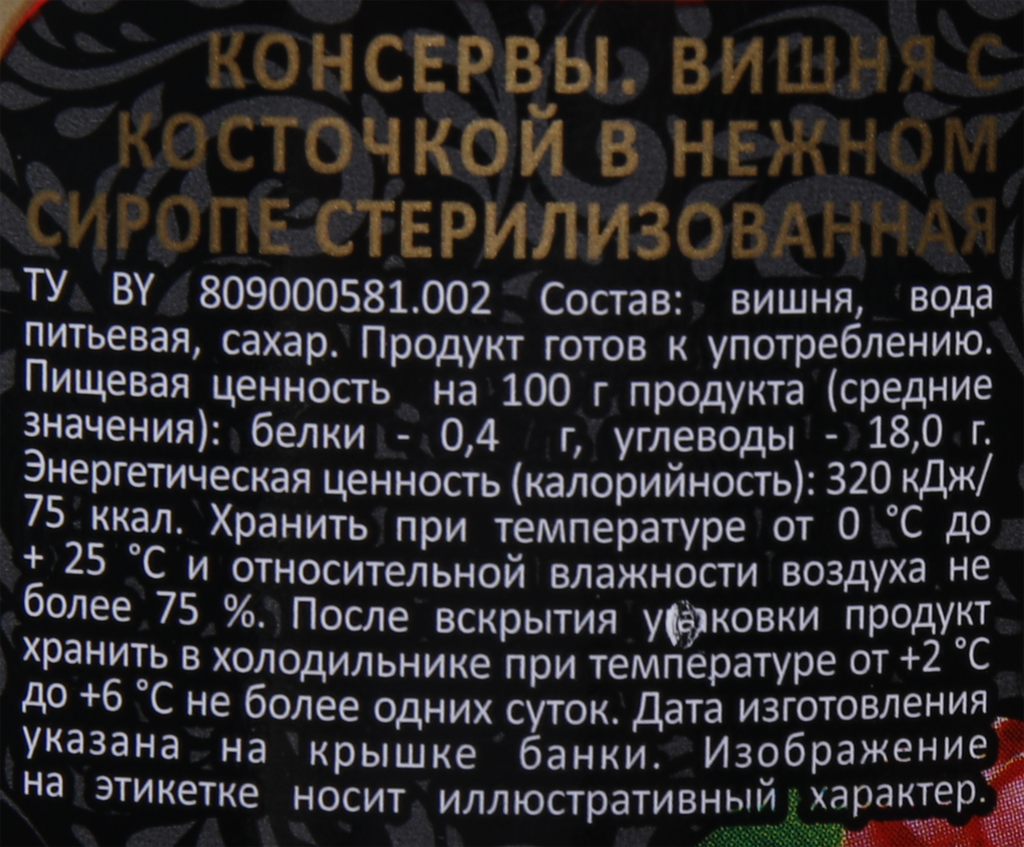 КОНСЕРВЫ. ВИШНЯ С
КОСТОЧКОЙ В НЕЖНОМ
СИРОПЕ СТЕРИЛИЗОВАННАЯ
ТУ BY 809000581.002 Состав: вишня, вода
питьевая, сахар. Продукт готов к употреблению.
Пищевая ценность на 100 г продукта (средние
значения): белки - 0,4 г, углеводы - 18,0 г.
Энергетическая ценность (калорийность): 320 кДж/
75 ккал. Хранить при температуре от 0 °С до
+ 25 °С и относительной влажности воздуха не
более 75 %. После вскрытия упаковки продукт
хранить в холодильнике при температуре от +2 °С
до +6 °С не более одних суток. Дата изготовления
указана на крышке банки. Изображение
на этикетке носит иллюстративный характер.